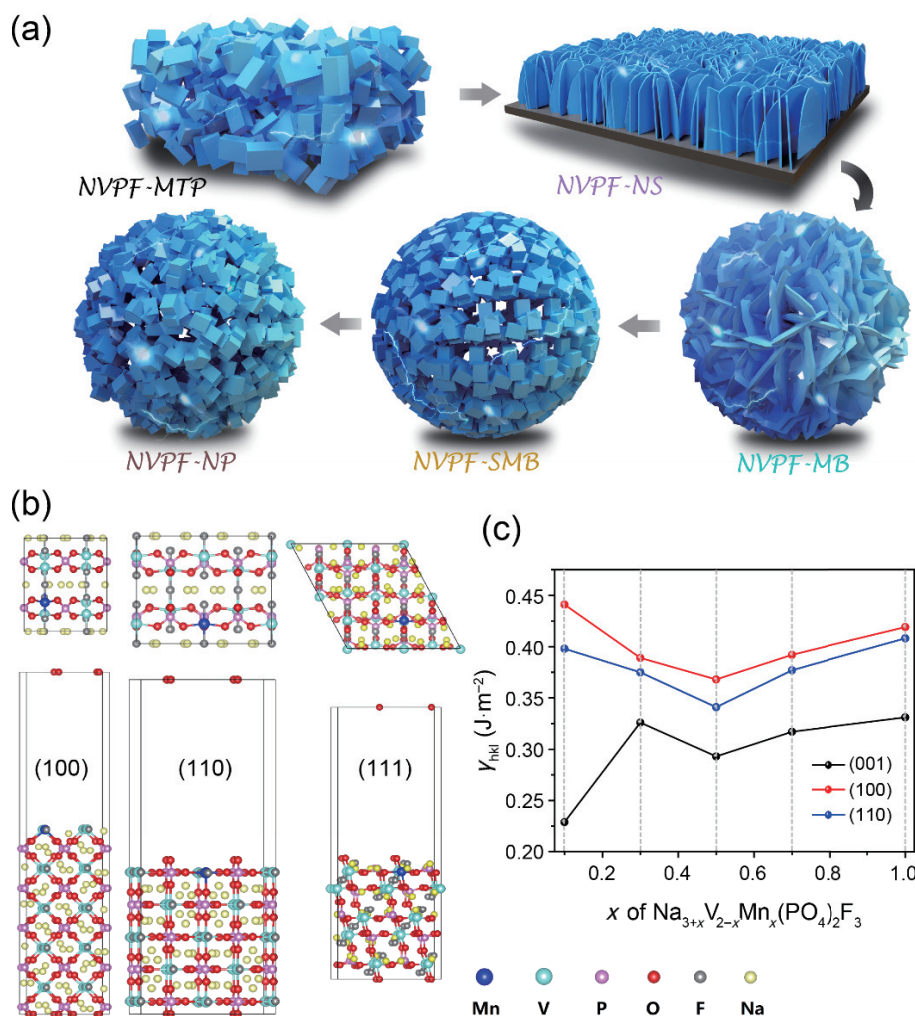 (a)
NVPF-MTP
NVPF-NS
NVPF-NP
NVPF-SMB
NVPF-MB
(b)
(100)
(110)
(111)
Mn V P O F Na
(c)
γhkl (J·m⁻²)
0.45
0.40
0.35
0.30
0.25
0.20
(001)
(100)
(110)
0.2 0.4 0.6 0.8 1.0
x of Na₃₊ₓV₂₋ₓMnₓ(PO₄)₂F₃